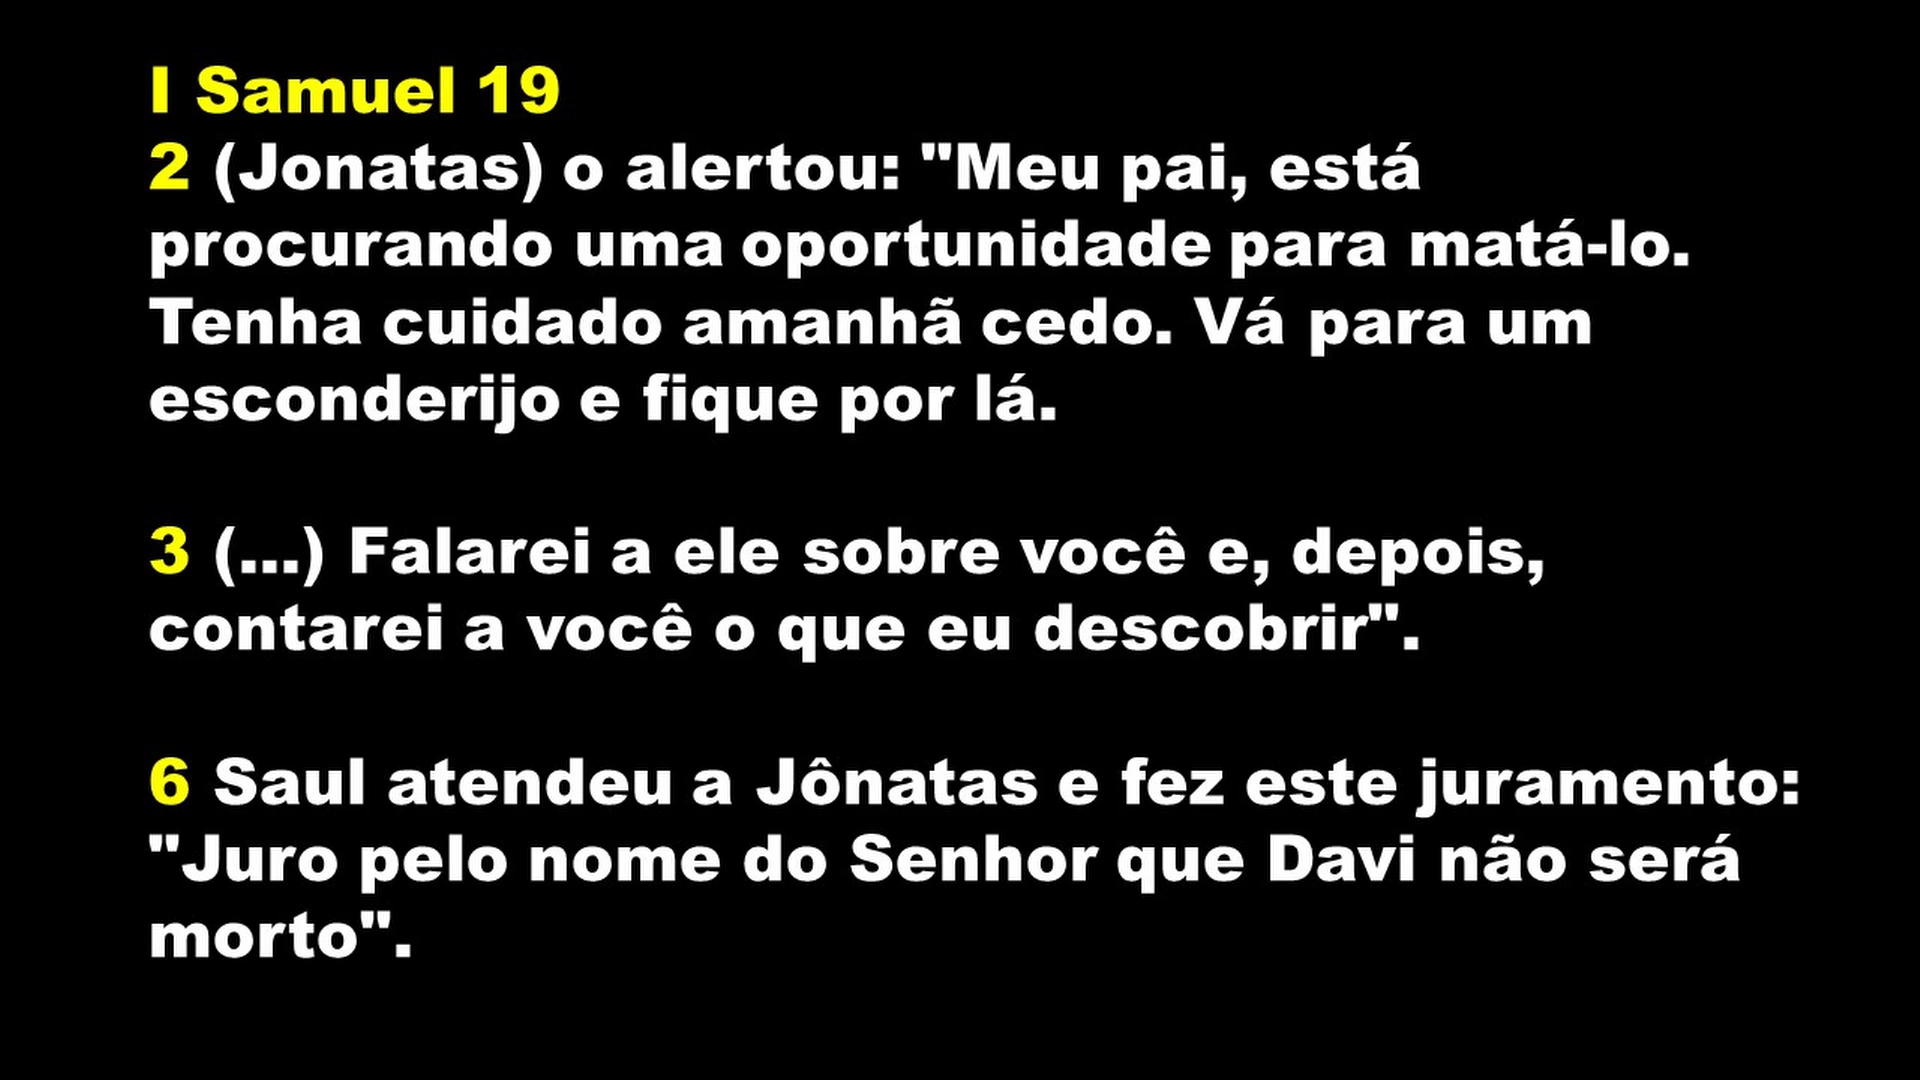 I Samuel 19
2 (Jonatas) o alertou: "Meu pai, está
procurando uma oportunidade para matá-lo.
Tenha cuidado amanhã cedo. Vá para um
esconderijo e fique por lá.
3 (...) Falarei a ele sobre você e, depois,
contarei a você o que eu descobrir".
6 Saul atendeu a Jônatas e fez este juramento:
"Juro pelo nome do Senhor que Davi não será
morto".